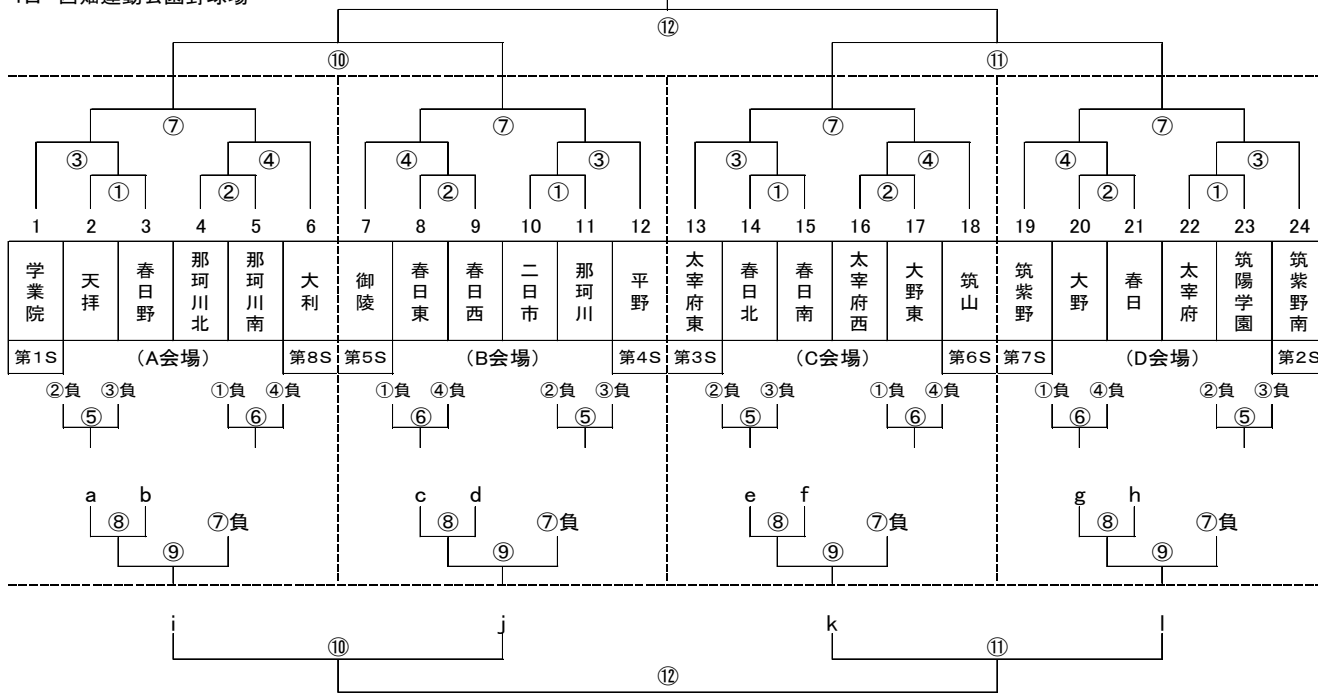 ⑫
⑩ ⑪
⑦ ⑦ ⑦ ⑦
③ ④ ④ ③ ③ ④ ④ ③
① ② ② ① ① ② ② ①
1 2 3 4 5 6 7 8 9 10 11 12 13 14 15 16 17 18 19 20 21 22 23 24
学業院 天拝 春日野 那珂川北 那珂川南 大利 御陵 春日東 春日西 二日市 那珂川 平野 太宰府東 春日北 春日南 太宰府西 大野東 筑山 筑紫野 大野 春日 太宰府 筑陽学園 筑紫野南
第1S (A会場) 第8S 第5S (B会場) 第4S 第3S (C会場) 第6S 第7S (D会場) 第2S
②負 ③負 ①負 ④負 ①負 ④負 ②負 ③負 ②負 ③負 ①負 ④負 ①負 ④負 ②負 ③負
⑤ ⑥ ⑥ ⑤ ⑤ ⑥ ⑥ ⑤
a b c d e f g h
⑧ ⑦負 ⑧ ⑦負 ⑧ ⑦負 ⑧ ⑦負
⑨ ⑨ ⑨ ⑨
i j k l
⑩ ⑪
⑫